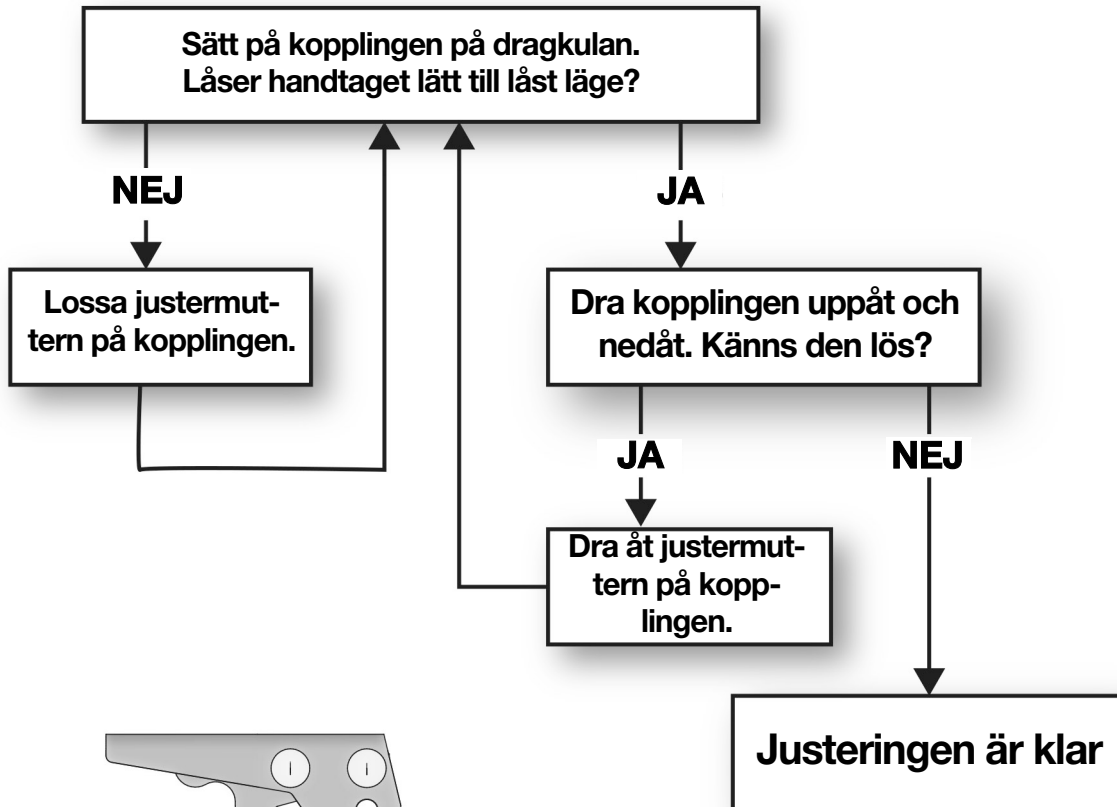 Sätt på kopplingen på dragkulan.
Låser handtaget lätt till låst läge?
NEJ
JA
Lossa justermut-
tern på kopplingen.
Dra kopplingen uppåt och
nedåt. Känns den lös?
JA
NEJ
Dra åt justermut-
tern på kopp-
lingen.
Justeringen är klar